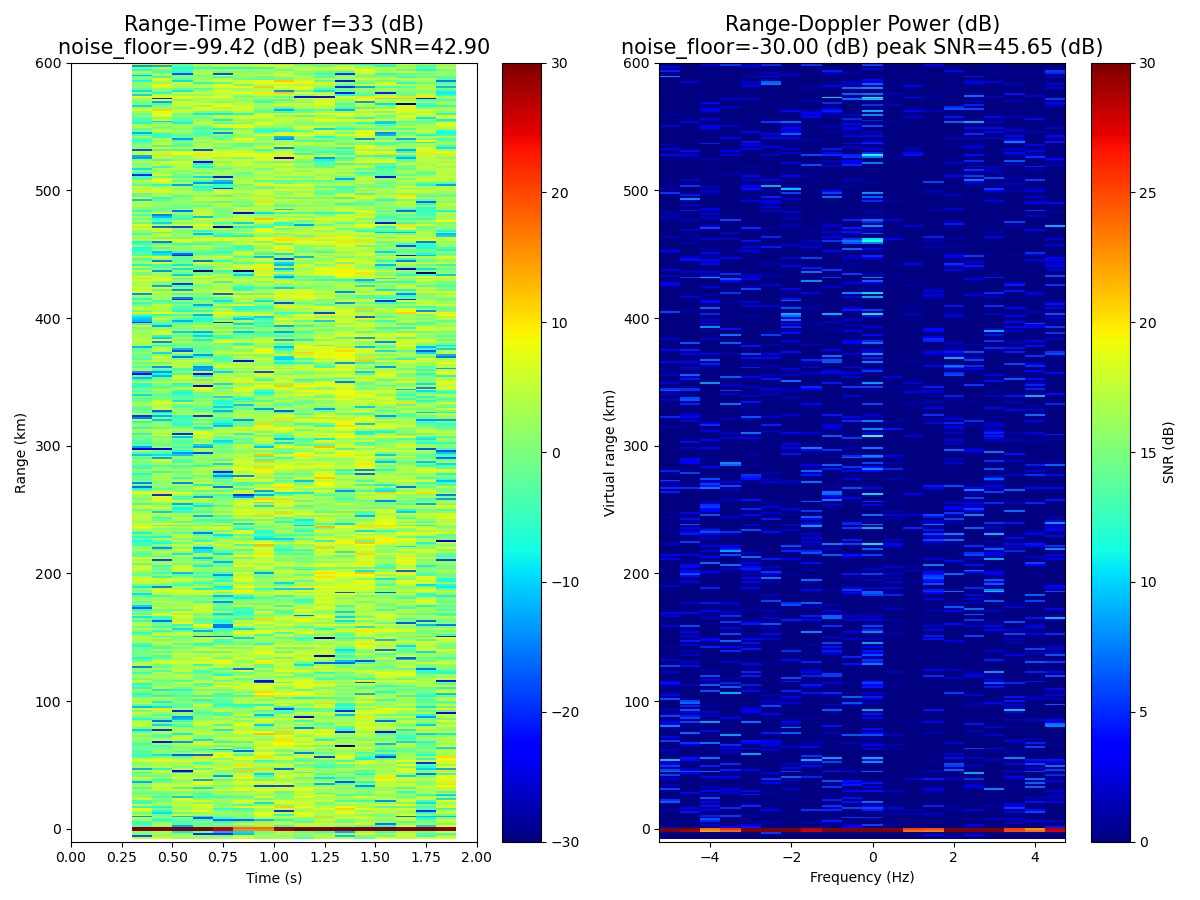 Range-Time Power f=33 (dB)
noise_floor=-99.42 (dB) peak SNR=42.90
Range (km)
600
500
400
300
200
100
0
0.00 0.25 0.50 0.75 1.00 1.25 1.50 1.75 2.00
Time (s)
30
20
10
0
−10
−20
−30
Range-Doppler Power (dB)
noise_floor=-30.00 (dB) peak SNR=45.65 (dB)
Virtual range (km)
600
500
400
300
200
100
0
−4 −2 0 2 4
Frequency (Hz)
30
25
20
15
10
5
0
SNR (dB)